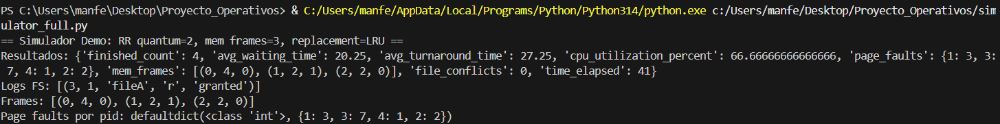 PS C:\Users\manfe\Desktop\Proyecto_Operativos> & C:/Users/manfe/AppData/Local/Programs/Python/Python314/python.exe c:/Users/manfe/Desktop/Proyecto_Operativos/sim
ulator_full.py
== Simulador Demo: RR quantum=2, mem frames=3, replacement=LRU ==
Resultados: {'finished_count': 4, 'avg_waiting_time': 20.25, 'avg_turnaround_time': 27.25, 'cpu_utilization_percent': 66.66666666666666, 'page_faults': {1: 3, 3:
 7, 4: 1, 2: 2}, 'mem_frames': [(0, 4, 0), (1, 2, 1), (2, 2, 0)], 'file_conflicts': 0, 'time_elapsed': 41}
Logs FS: [(3, 1, 'fileA', 'r', 'granted')]
Frames: [(0, 4, 0), (1, 2, 1), (2, 2, 0)]
Page faults por pid: defaultdict(<class 'int'>, {1: 3, 3: 7, 4: 1, 2: 2})